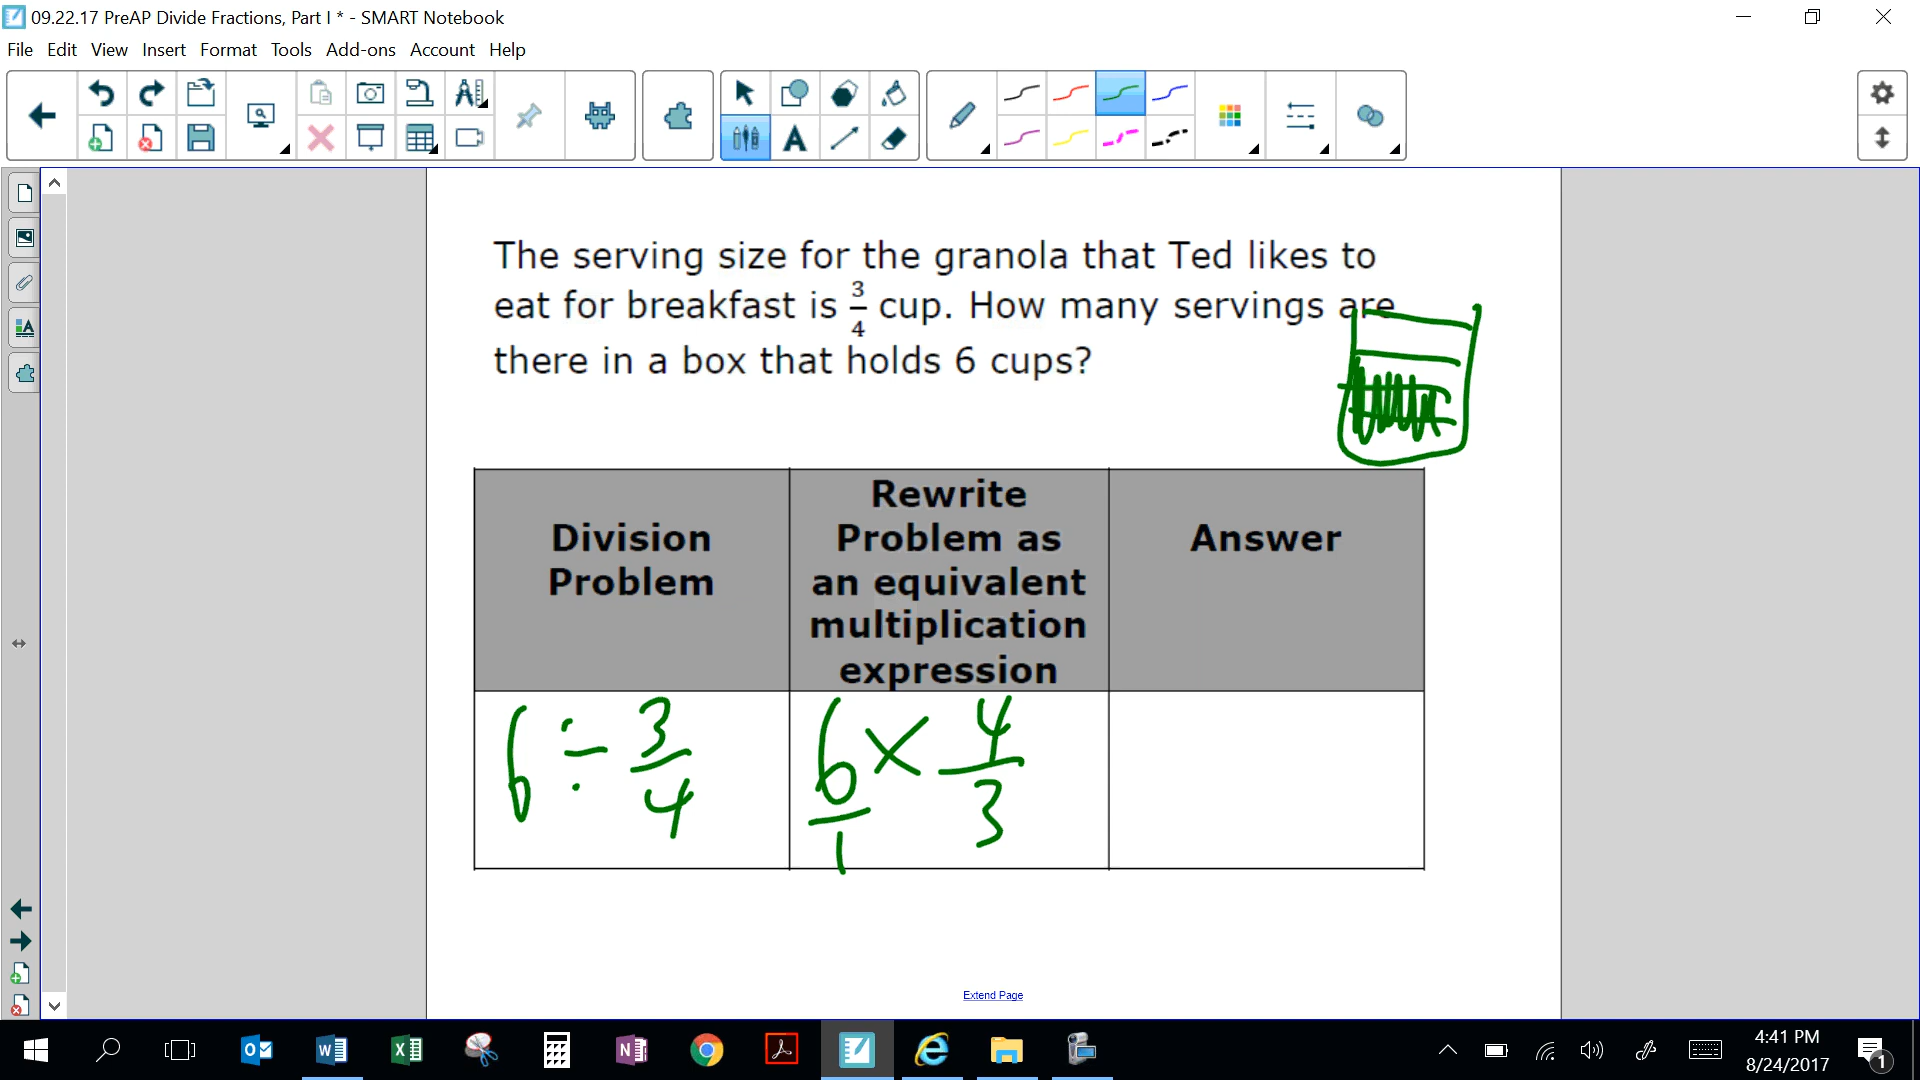 09.22.17 PreAP Divide Fractions, Part I * - SMART Notebook
File Edit View Insert Format Tools Add-ons Account Help
The serving size for the granola that Ted likes to
eat for breakfast is 3/4 cup. How many servings are
there in a box that holds 6 cups?
Division Problem
Rewrite Problem as an equivalent multiplication expression
Answer
6 ÷ 3/4
6/1 × 4/3
Extend Page
4:41 PM
8/24/2017
1